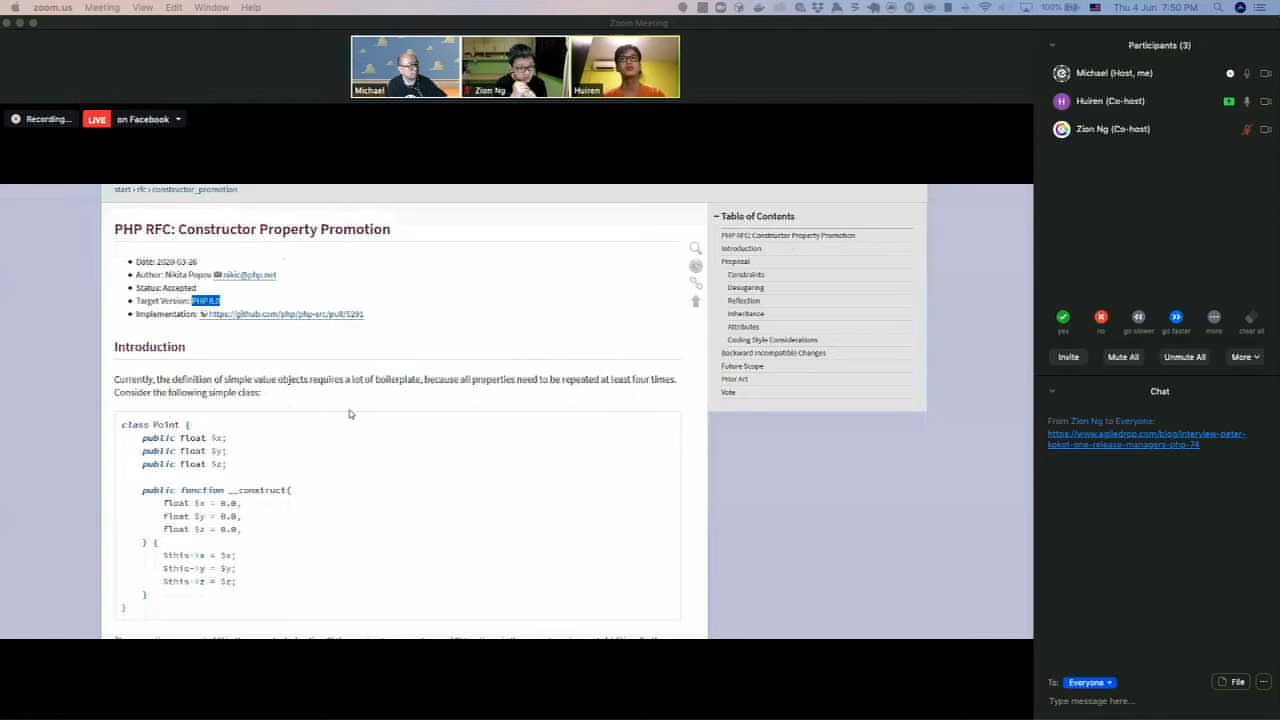 zoom.us Meeting View Edit Window Help
100% Thu 4 Jun 7:50 PM
Zoom Meeting
Michael
Zion Ng
Huiren
Recording...
LIVE on Facebook
start › rfc › constructor_promotion
PHP RFC: Constructor Property Promotion
Date: 2020-03-26
Author: Nikita Popov nikic@php.net
Status: Accepted
Target Version: PHP 8.0
Implementation: https://github.com/php/php-src/pull/5291
Introduction
Currently, the definition of simple value objects requires a lot of boilerplate, because all properties need to be repeated at least four times.
Consider the following simple class:
class Point {
public float $x;
public float $y;
public float $z;
public function __construct(
float $x = 0.0,
float $y = 0.0,
float $z = 0.0,
) {
$this->x = $x;
$this->y = $y;
$this->z = $z;
}
}
Table of Contents
PHP RFC: Constructor Property Promotion
Introduction
Proposal
Constraints
Desugaring
Reflection
Inheritance
Attributes
Coding Style Considerations
Backward Incompatible Changes
Future Scope
Prior Art
Vote
Participants (3)
Michael (Host, me)
H Huiren (Co-host)
Zion Ng (Co-host)
yes no go slower go faster more clear all
Invite Mute All Unmute All More
Chat
From Zion Ng to Everyone:
https://www.agiledrop.com/blog/interview-peter-
kokot-one-release-managers-php-74
To: Everyone File
Type message here...